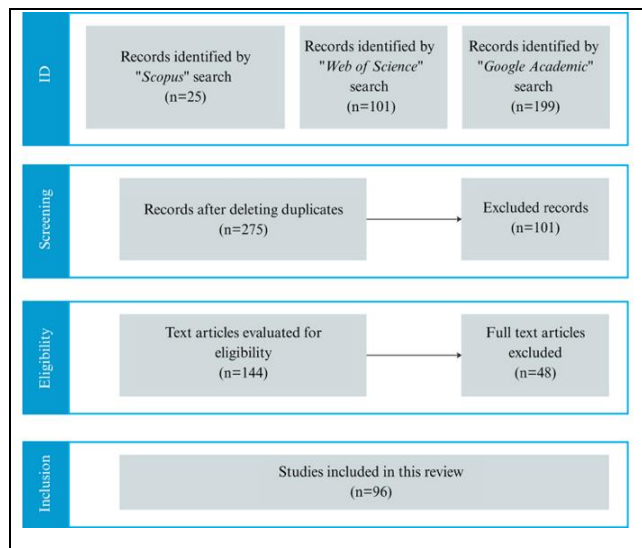 ID
Records identified by
"Scopus" search
(n=25)
Records identified by
"Web of Science"
search
(n=101)
Records identified by
"Google Academic"
search
(n=199)
Screening
Records after deleting duplicates
(n=275)
Excluded records
(n=101)
Eligibility
Text articles evaluated for
eligibility
(n=144)
Full text articles
excluded
(n=48)
Inclusion
Studies included in this review
(n=96)